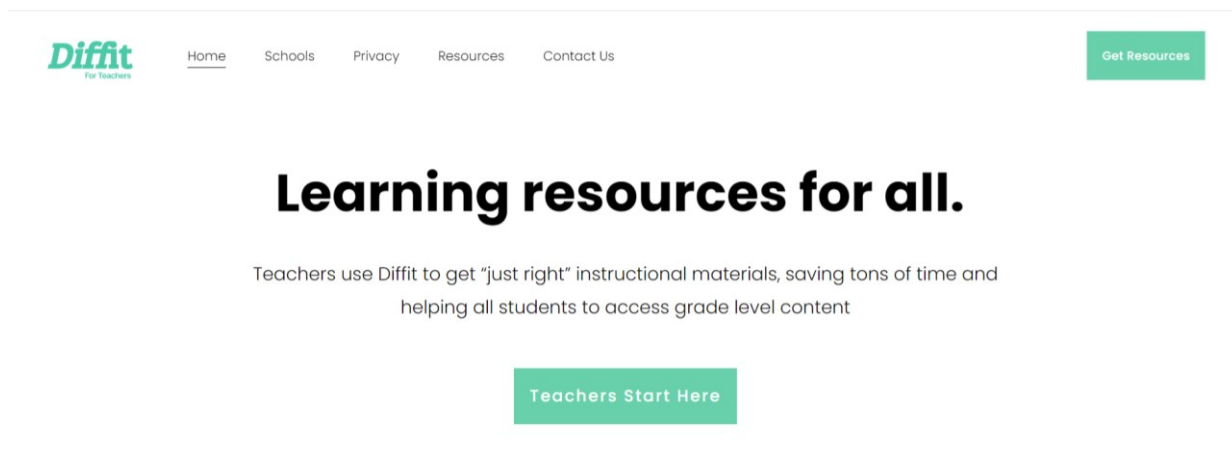 Diffit
For Teachers
Home
Schools
Privacy
Resources
Contact Us
Get Resources
Learning resources for all.
Teachers use Diffit to get “just right” instructional materials, saving tons of time and
helping all students to access grade level content
Teachers Start Here